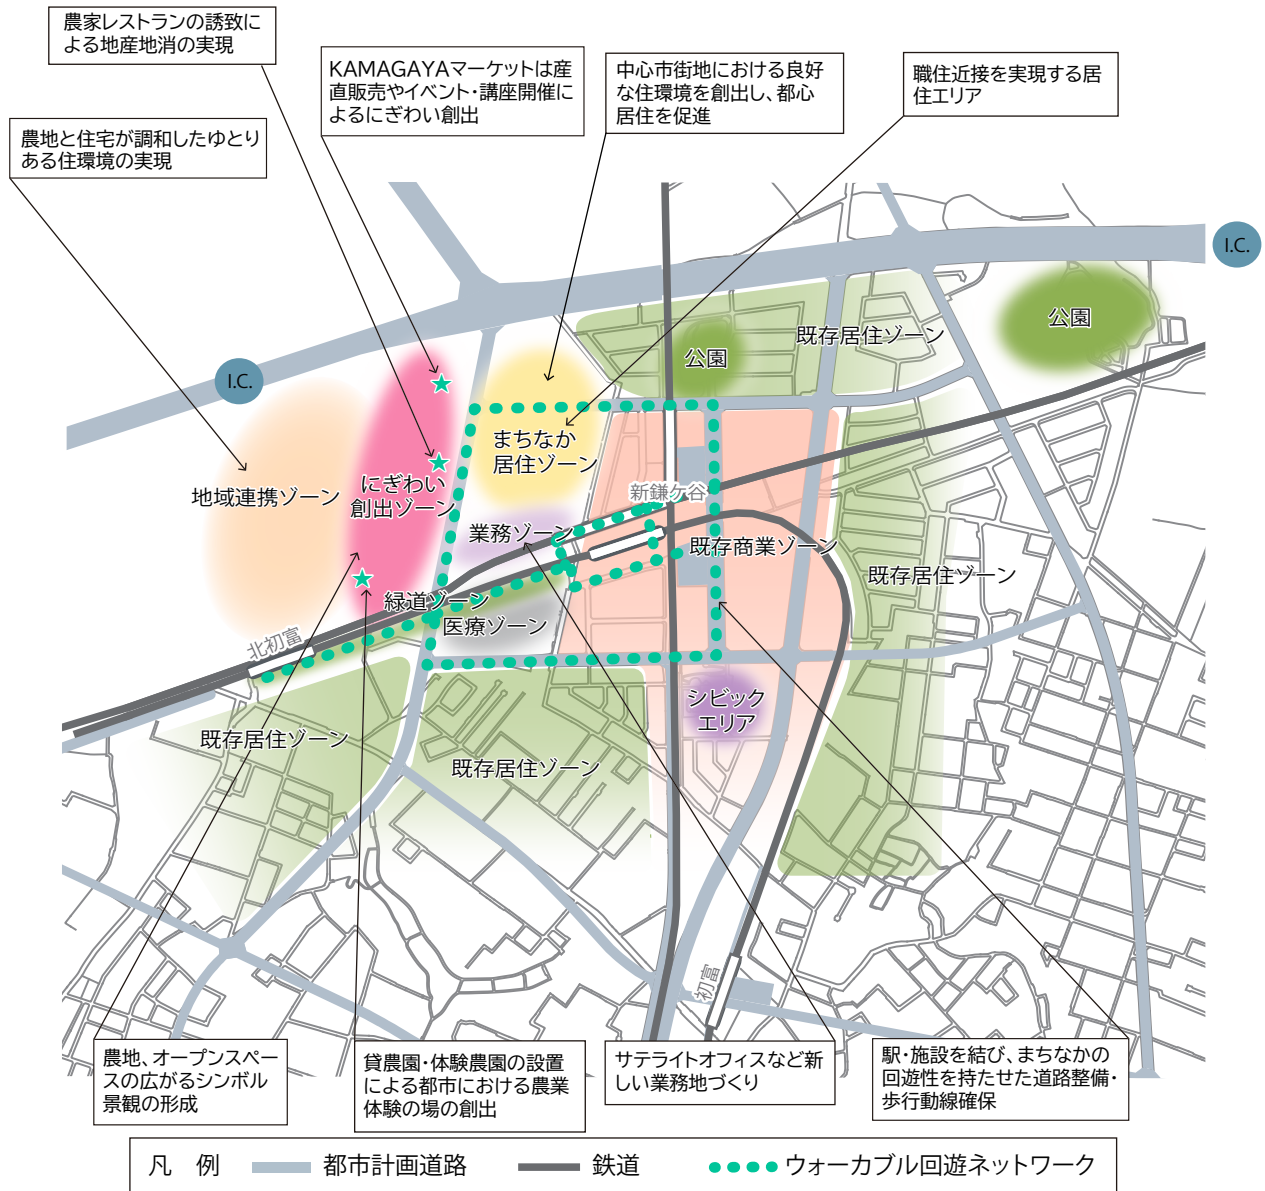 農家レストランの誘致に
よる地産地消の実現
KAMAGAYAマーケットは産
直販売やイベント・講座開催に
よるにぎわい創出
中心市街地における良好
な住環境を創出し、都心
居住を促進
職住近接を実現する居
住エリア
農地と住宅が調和したゆとり
ある住環境の実現
I.C.
公園
既存居住ゾーン
公園
I.C.
まちなか
居住ゾーン
にぎわい
創出ゾーン
地域連携ゾーン
新鎌ケ谷
業務ゾーン
既存商業ゾーン
既存居住ゾーン
緑道ゾーン
医療ゾーン
北初富
シビック
エリア
既存居住ゾーン
既存居住ゾーン
初富
農地、オープンスペー
スの広がるシンボル
景観の形成
貸農園・体験農園の設置
による都市における農業
体験の場の創出
サテライトオフィスなど新
しい業務地づくり
駅・施設を結び、まちなかの
回遊性を持たせた道路整備・
歩行動線確保
凡　例　都市計画道路　鉄道　ウォーカブル回遊ネットワーク